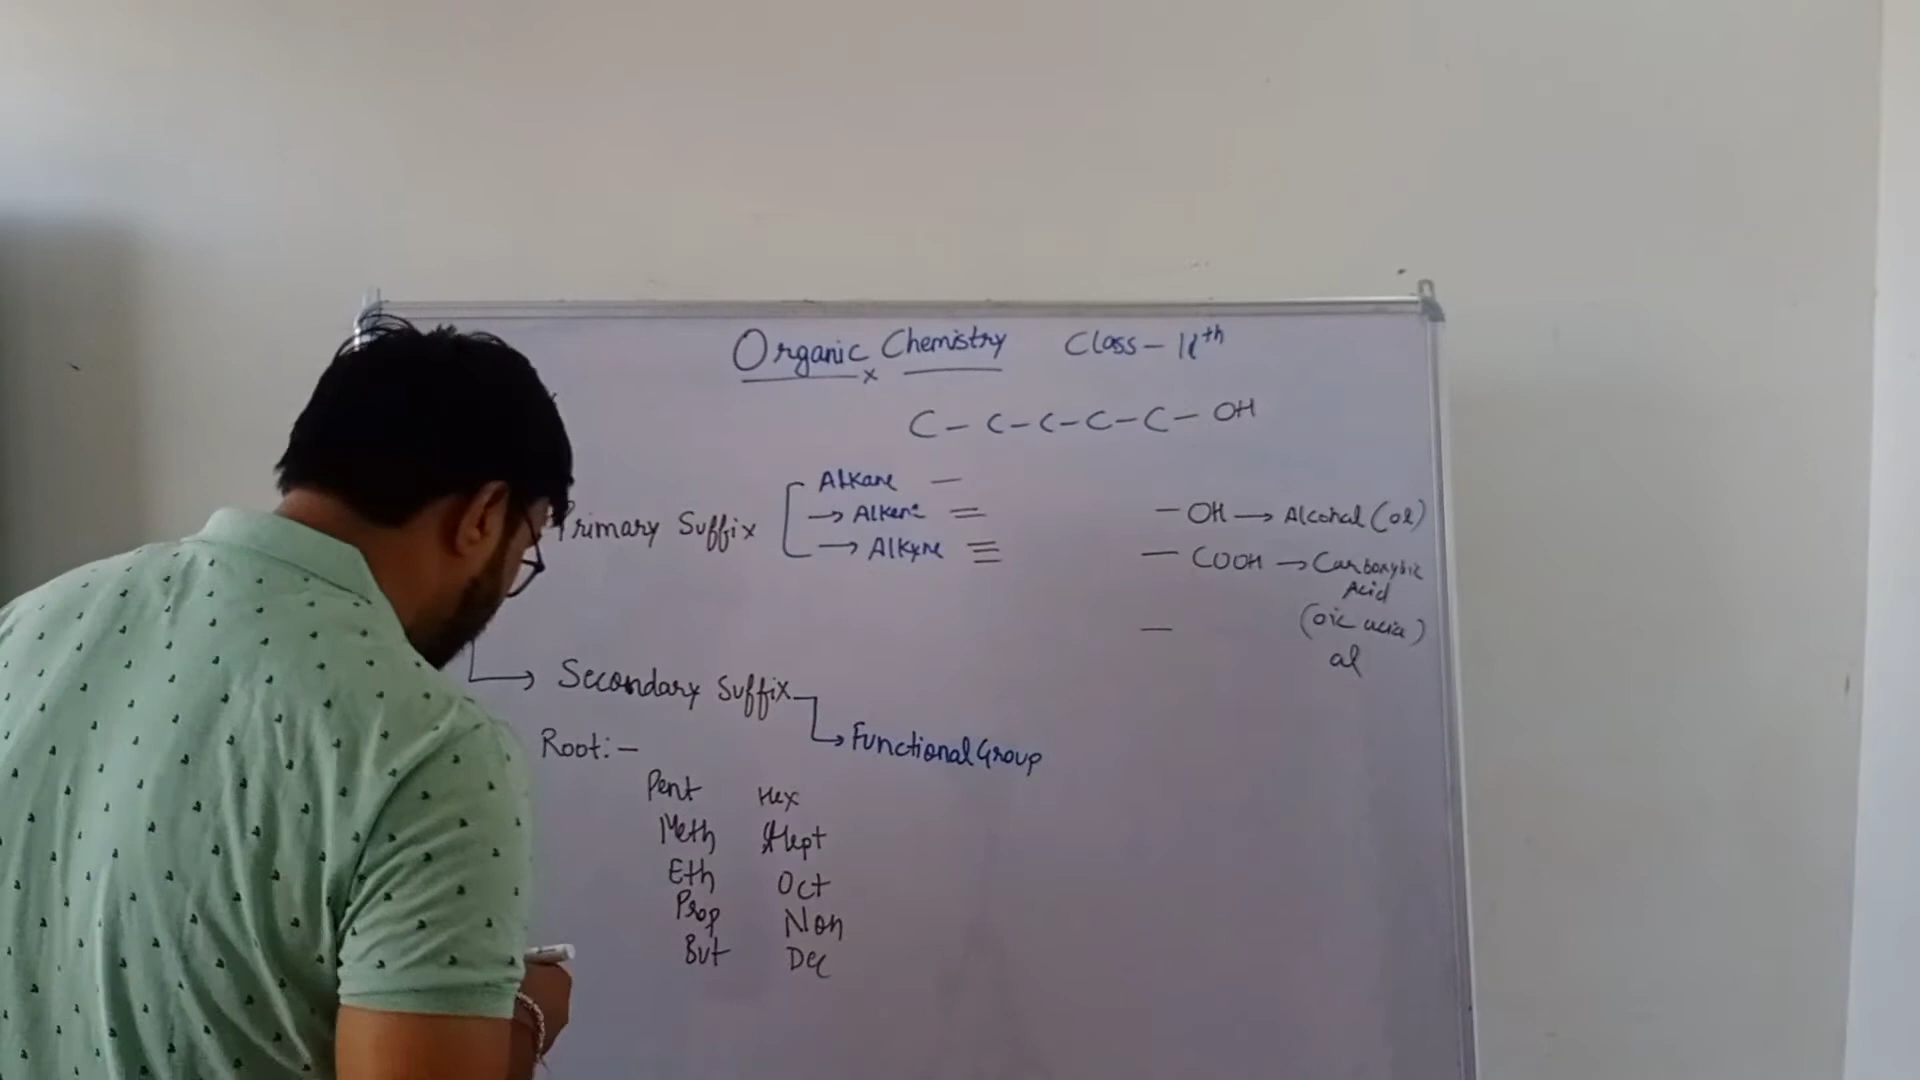 Organic Chemistry Class - 11th
C - C - C - C - C - OH
Primary Suffix
Alkane —
→ Alkene =
→ Alkyne ≡
— OH → Alcohal (ol)
— COOH → Carboxylic
Acid
(oic acid)
— al
→ Secondary Suffix
→ Functional Group
Root:-
Pent Hex
Meth Hept
Eth Oct
Prop Non
But Dec